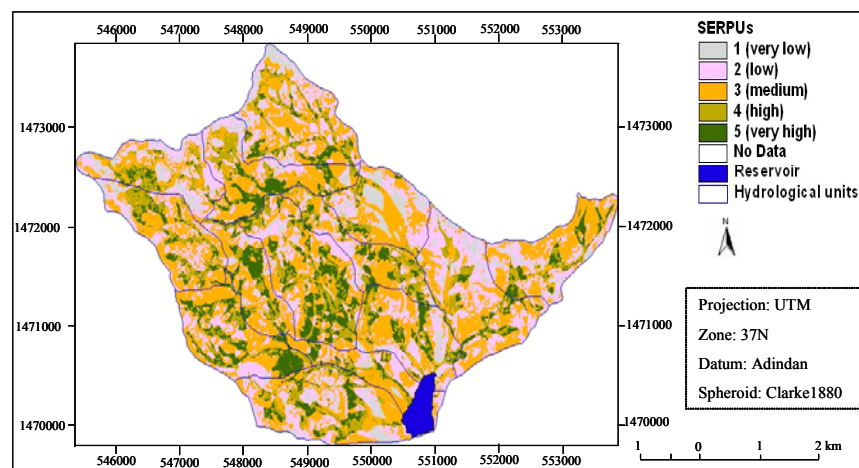 SERPUs
1 (very low)
2 (low)
3 (medium)
4 (high)
5 (very high)
No Data
Reservoir
Hydrological units
N
Projection: UTM
Zone: 37N
Datum: Adindan
Spheroid: Clarke1880
1 0 1 2 km
546000 547000 548000 549000 550000 551000 552000 553000
1473000 1473000
1472000 1472000
1471000 1471000
1470000 1470000
546000 547000 548000 549000 550000 551000 552000 553000